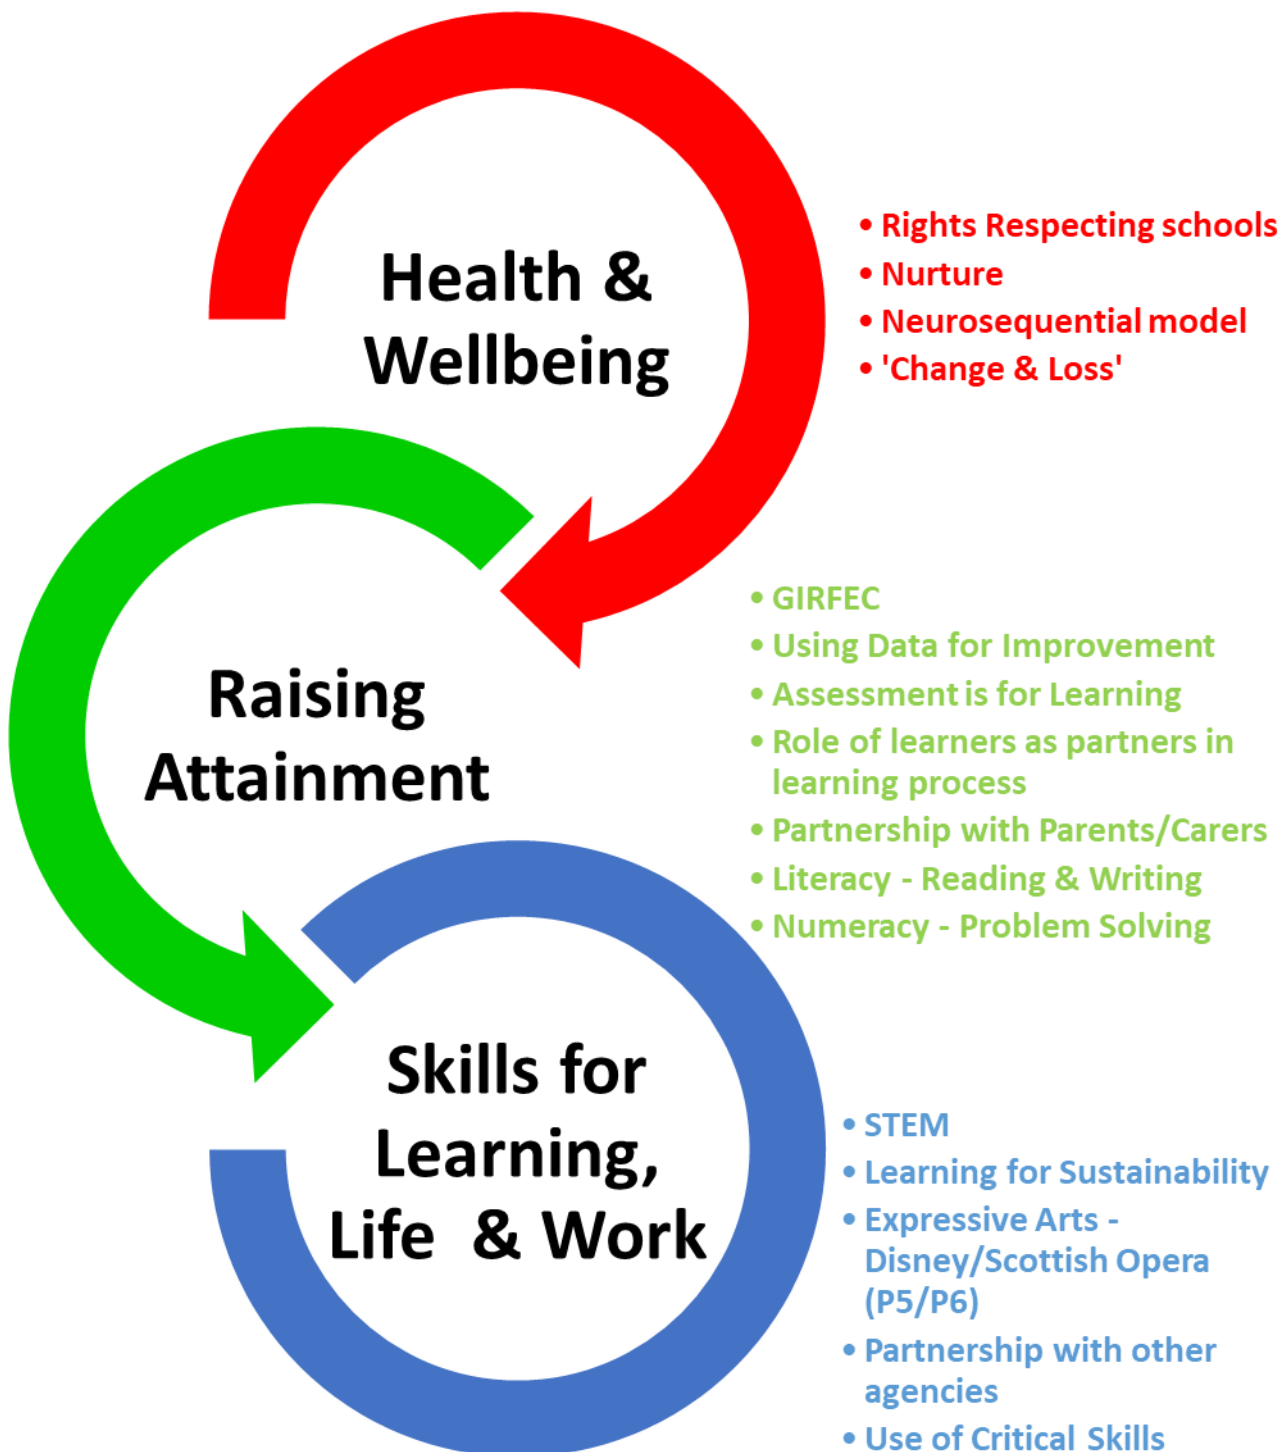 Health &
Wellbeing
• Rights Respecting schools
• Nurture
• Neurosequential model
• 'Change & Loss'
Raising
Attainment
• GIRFEC
• Using Data for Improvement
• Assessment is for Learning
• Role of learners as partners in
learning process
• Partnership with Parents/Carers
• Literacy - Reading & Writing
• Numeracy - Problem Solving
Skills for
Learning,
Life & Work
• STEM
• Learning for Sustainability
• Expressive Arts -
Disney/Scottish Opera
(P5/P6)
• Partnership with other
agencies
• Use of Critical Skills